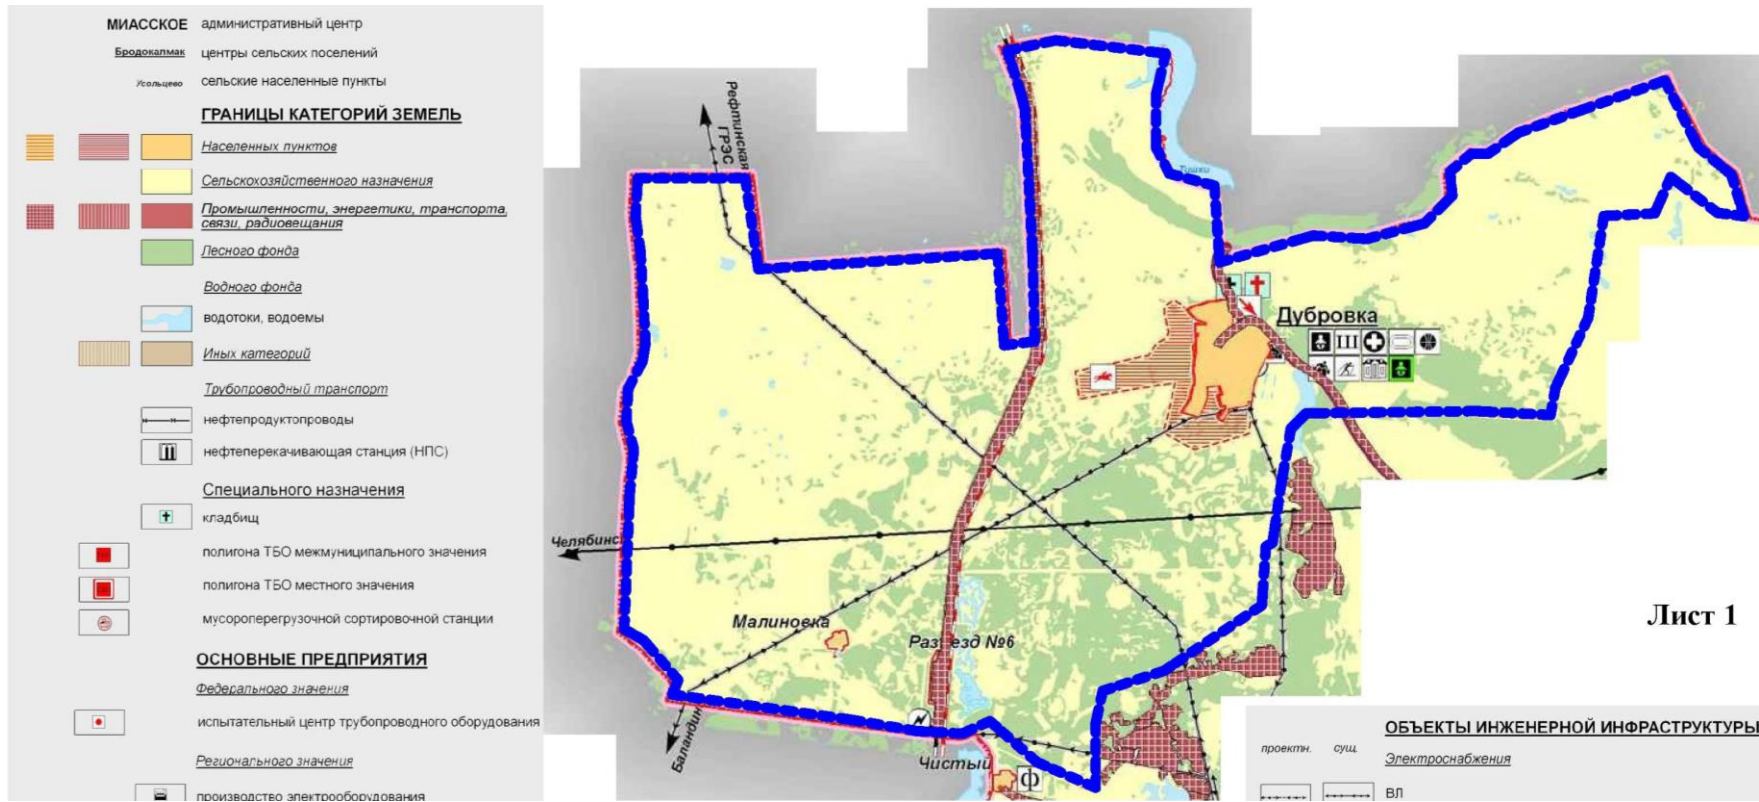 МИАССКОЕ административный центр
Бродокалмак центры сельских поселений
Усольцево сельские населенные пункты
ГРАНИЦЫ КАТЕГОРИЙ ЗЕМЕЛЬ
Населенных пунктов
Сельскохозяйственного назначения
Промышленности, энергетики, транспорта,
связи, радиовещания
Лесного фонда
Водного фонда
водотоки, водоемы
Иных категорий
Трубопроводный транспорт
нефтепродуктопроводы
нефтеперекачивающая станция (НПС)
Специального назначения
кладбищ
полигона ТБО межмуниципального значения
полигона ТБО местного значения
мусороперегрузочной сортировочной станции
ОСНОВНЫЕ ПРЕДПРИЯТИЯ
Федерального значения
испытательный центр трубопроводного оборудования
Регионального значения
производство электрооборудования
Рефтинская
ГРЭС
Тишки
Дубровка
Челябинс
Малиновка
Разъезд №6
Баландин
Чистый
ф
Лист 1
ОБЪЕКТЫ ИНЖЕНЕРНОЙ ИНФРАСТРУКТУРЫ
проектн. сущ.
Электроснабжения
ВЛ